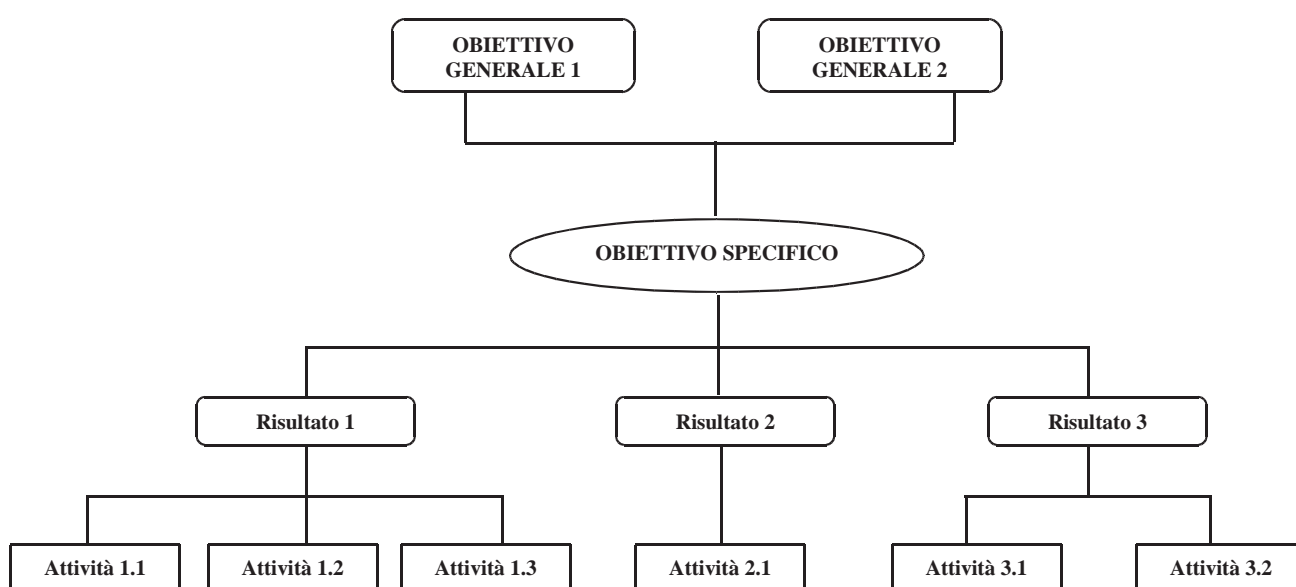 OBIETTIVO
GENERALE 1
OBIETTIVO
GENERALE 2
OBIETTIVO SPECIFICO
Risultato 1
Risultato 2
Risultato 3
Attività 1.1
Attività 1.2
Attività 1.3
Attività 2.1
Attività 3.1
Attività 3.2